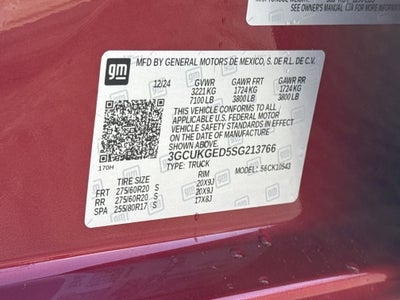 SEE OWNER'S MANUAL
gm
MFD BY GENERAL MOTORS DE MEXICO, S. DE R.L. DE C.V.
12/24 GVWR GAWR FRT GAWR RR
3221 KG 1724 KG 1724 KG
7100 LB 3800 LB 3800 LB
THIS VEHICLE CONFORMS TO ALL
APPLICABLE U.S. FEDERAL MOTOR
VEHICLE SAFETY STANDARDS IN EFFECT ON
THE DATE OF MANUFACTURE SHOWN ABOVE.
3GCUKGED5SG213766
170H TYPE: TRUCK MODEL: 56CK10543
TIRE SIZE RIM
FRT 275/60R20 S 20X9J
RR 275/60R20 S 20X9J
SPA 255/80R17 S 17X8J